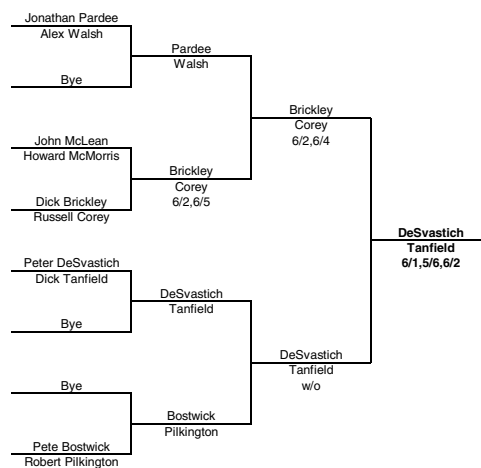 Jonathan Pardee
Alex Walsh
Bye
John McLean
Howard McMorris
Dick Brickley
Russell Corey
Peter DeSvastich
Dick Tanfield
Bye
Bye
Pete Bostwick
Robert Pilkington
Pardee
Walsh
Brickley
Corey
6/2,6/5
DeSvastich
Tanfield
Bostwick
Pilkington
Brickley
Corey
6/2,6/4
DeSvastich
Tanfield
w/o
DeSvastich
Tanfield
6/1,5/6,6/2